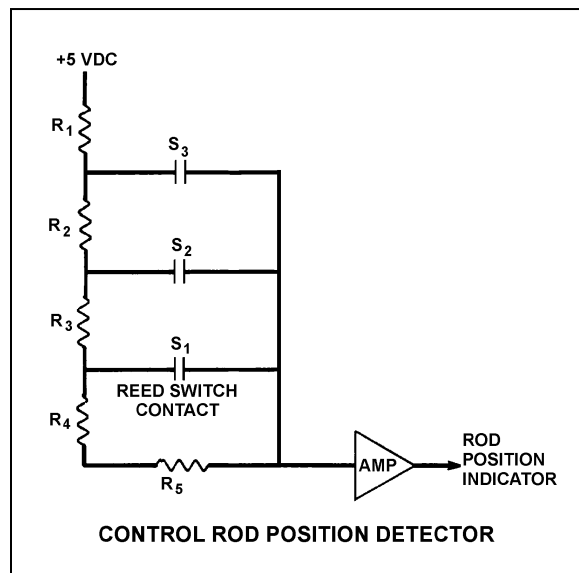 +5 VDC
R1
S3
R2
S2
R3
S1
REED SWITCH
CONTACT
R4
R5
AMP
ROD
POSITION
INDICATOR
CONTROL ROD POSITION DETECTOR